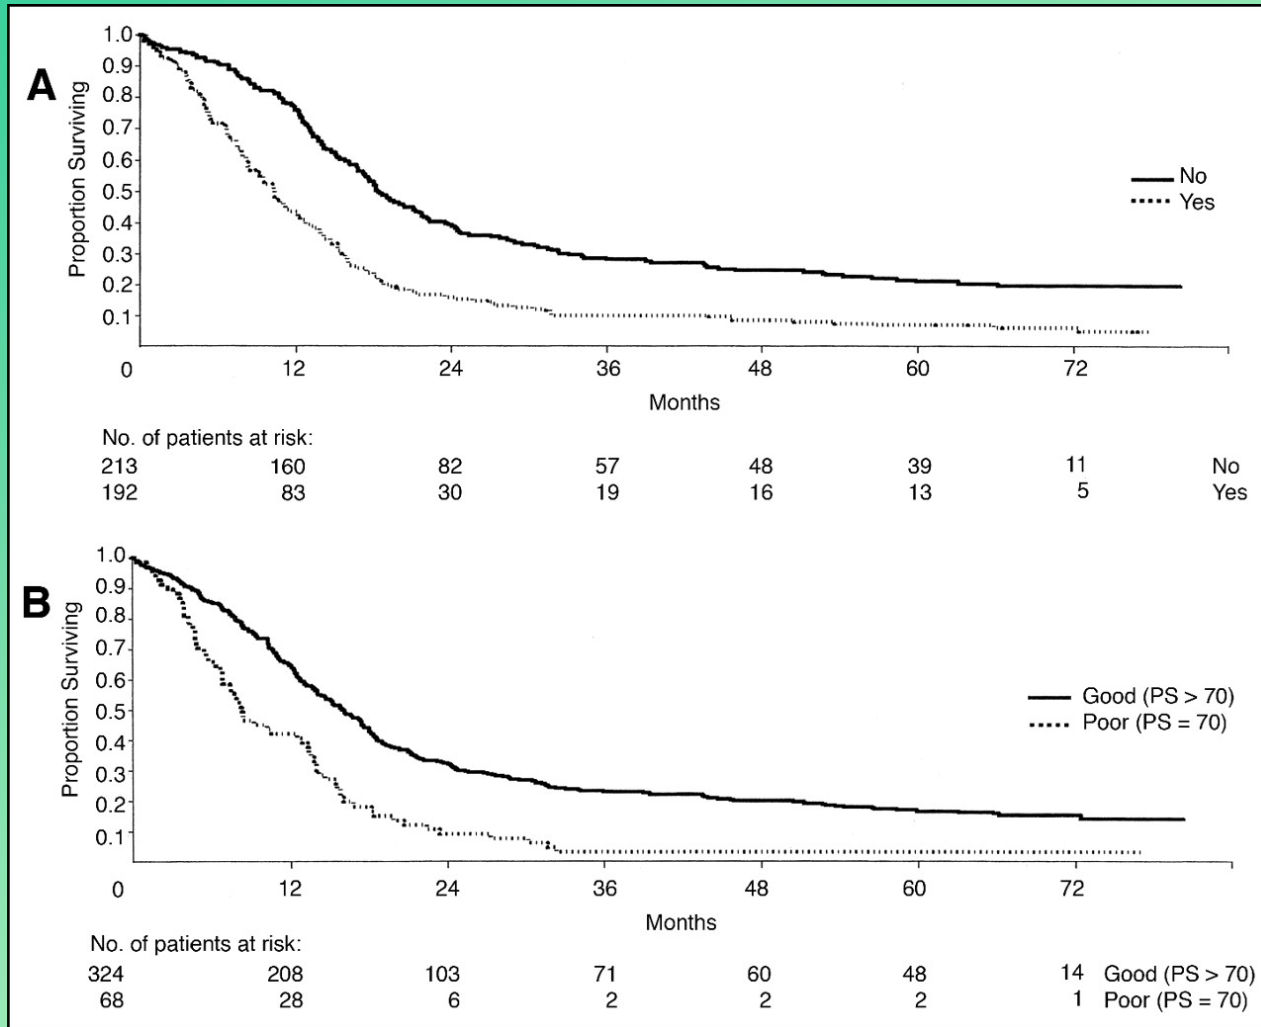 A
Proportion Surviving
1.0
0.9
0.8
0.7
0.6
0.5
0.4
0.3
0.2
0.1
No
Yes
0 12 24 36 48 60 72
Months
No. of patients at risk:
213 160 82 57 48 39 11 No
192 83 30 19 16 13 5 Yes
B
Proportion Surviving
1.0
0.9
0.8
0.7
0.6
0.5
0.4
0.3
0.2
0.1
Good (PS > 70)
Poor (PS = 70)
0 12 24 36 48 60 72
Months
No. of patients at risk:
324 208 103 71 60 48 14 Good (PS > 70)
68 28 6 2 2 2 1 Poor (PS = 70)